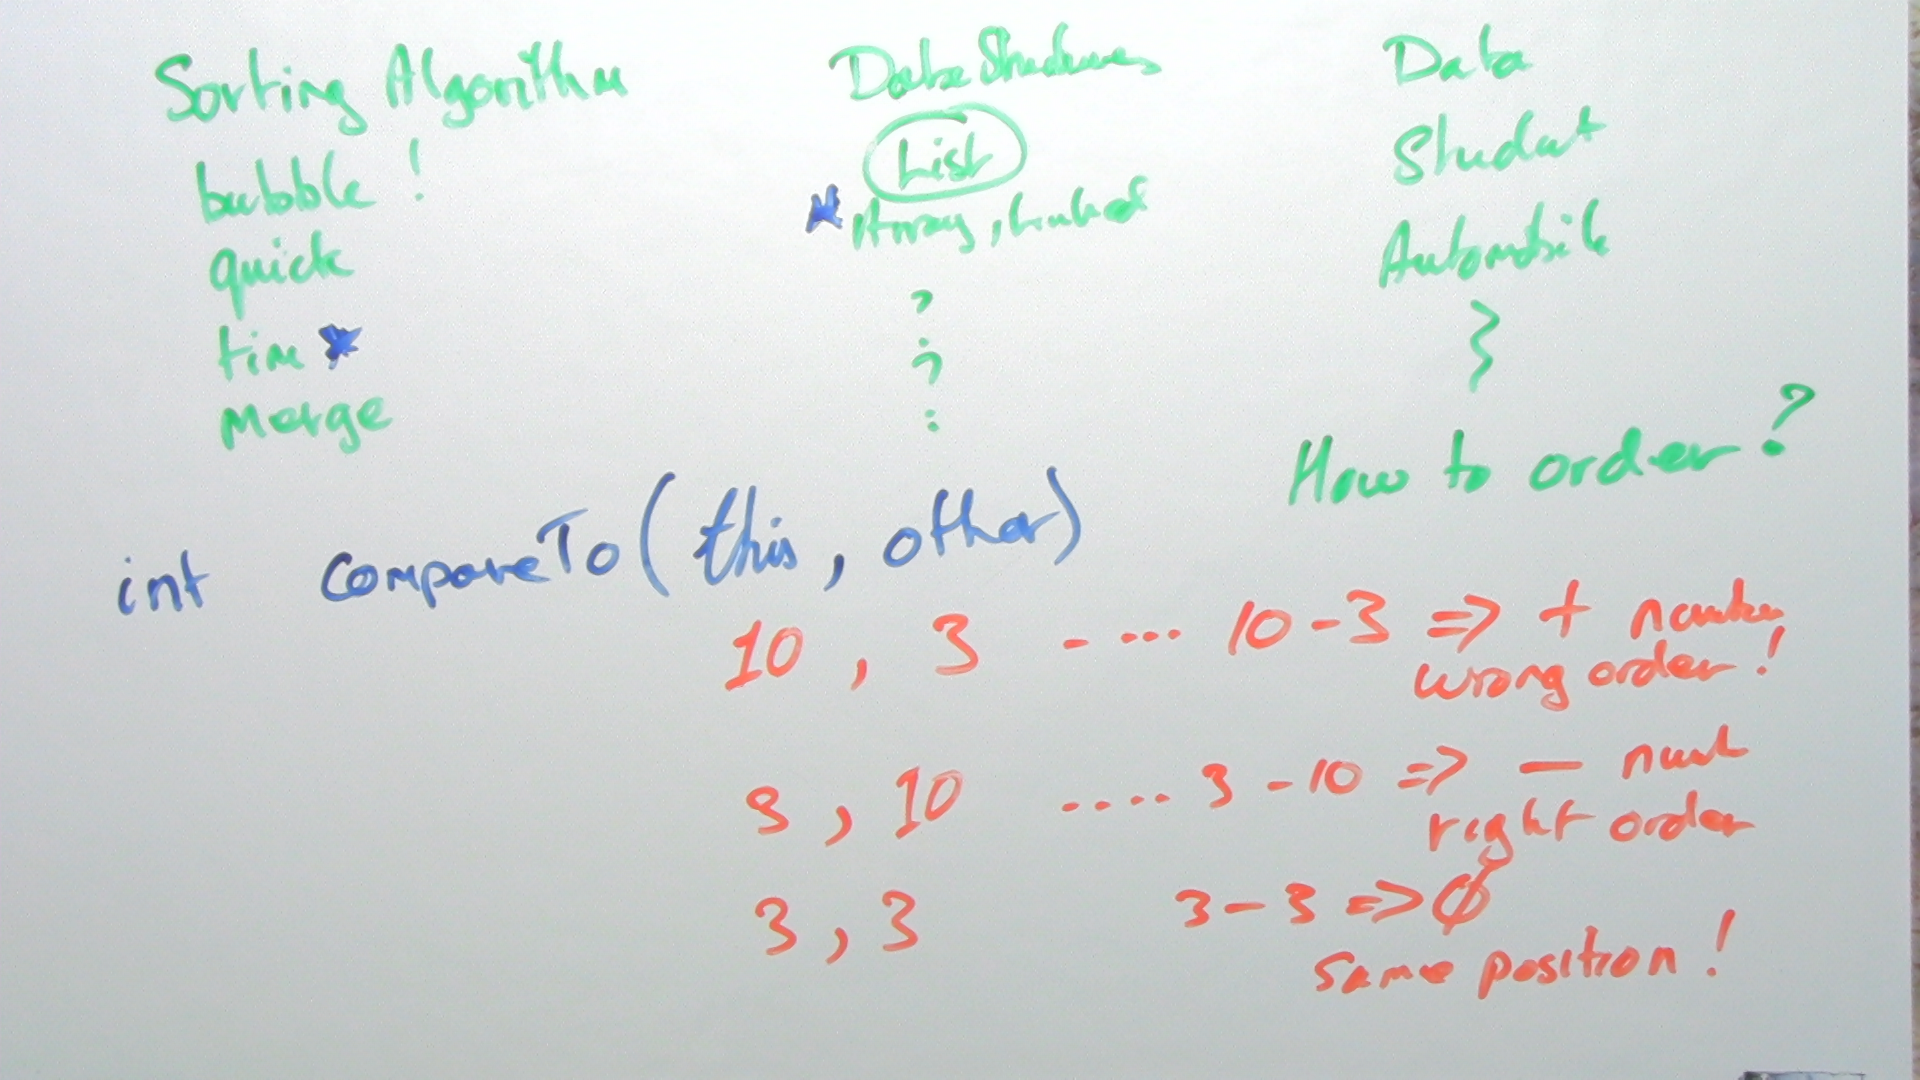 Sorting Algorithm
bubble !
quick
tim ★
Merge
Data Structures
List
★ Array, Linked
?
?
:
Data
Student
Automobile
}
How to order?
int compareTo(this, other)
10 , 3 - ... 10 - 3 => + number
wrong order!
3 , 10 .... 3 - 10 => -
right order
3 , 3 3 - 3 => Ø
same position!